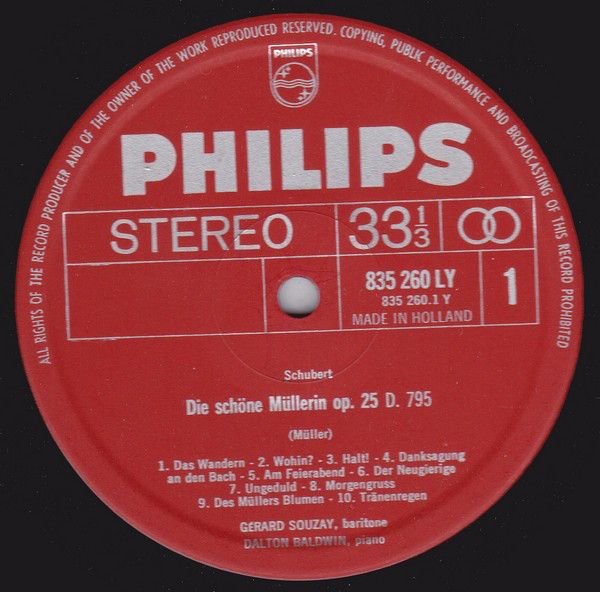 ALL RIGHTS OF THE RECORD PRODUCER AND OF THE OWNER OF THE WORK REPRODUCED RESERVED. COPYING, PUBLIC PERFORMANCE AND BROADCASTING OF THIS RECORD PROHIBITED
PHILIPS
PHILIPS
STEREO 33 1/3
835 260 LY 1
835 260.1 Y
MADE IN HOLLAND
Schubert
Die schöne Müllerin op. 25 D. 795
(Müller)
1. Das Wandern - 2. Wohin? - 3. Halt! - 4. Danksagung
an den Bach - 5. Am Feierabend - 6. Der Neugierige
7. Ungeduld - 8. Morgengruss
9. Des Müllers Blumen - 10. Tränenregen
GERARD SOUZAY, baritone
DALTON BALDWIN, piano